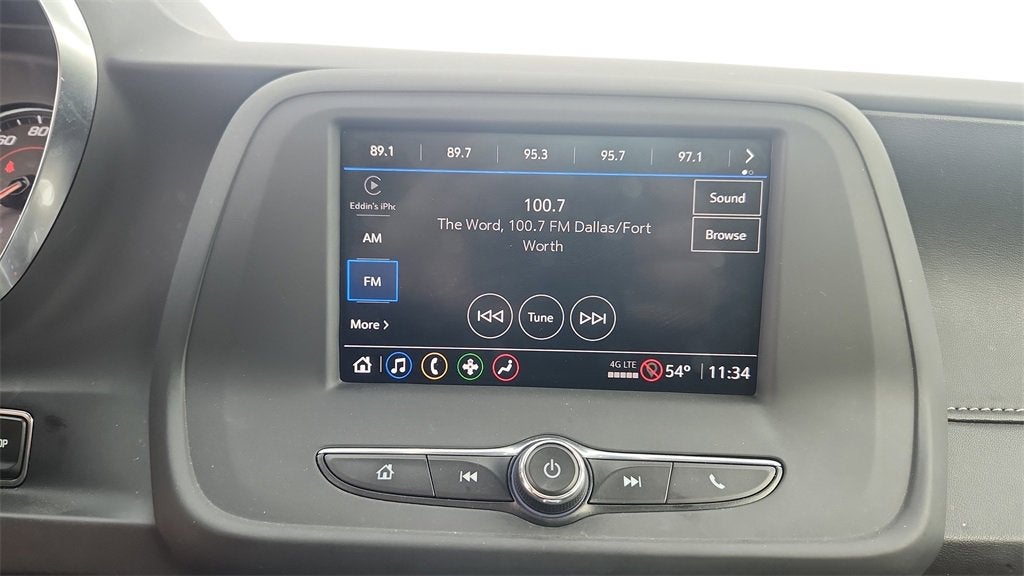 80
89.1 89.7 95.3 95.7 97.1
Eddin's iPho
100.7
Sound
The Word, 100.7 FM Dallas/Fort
Worth
Browse
AM
FM
Tune
More
4G LTE
54°
11:34